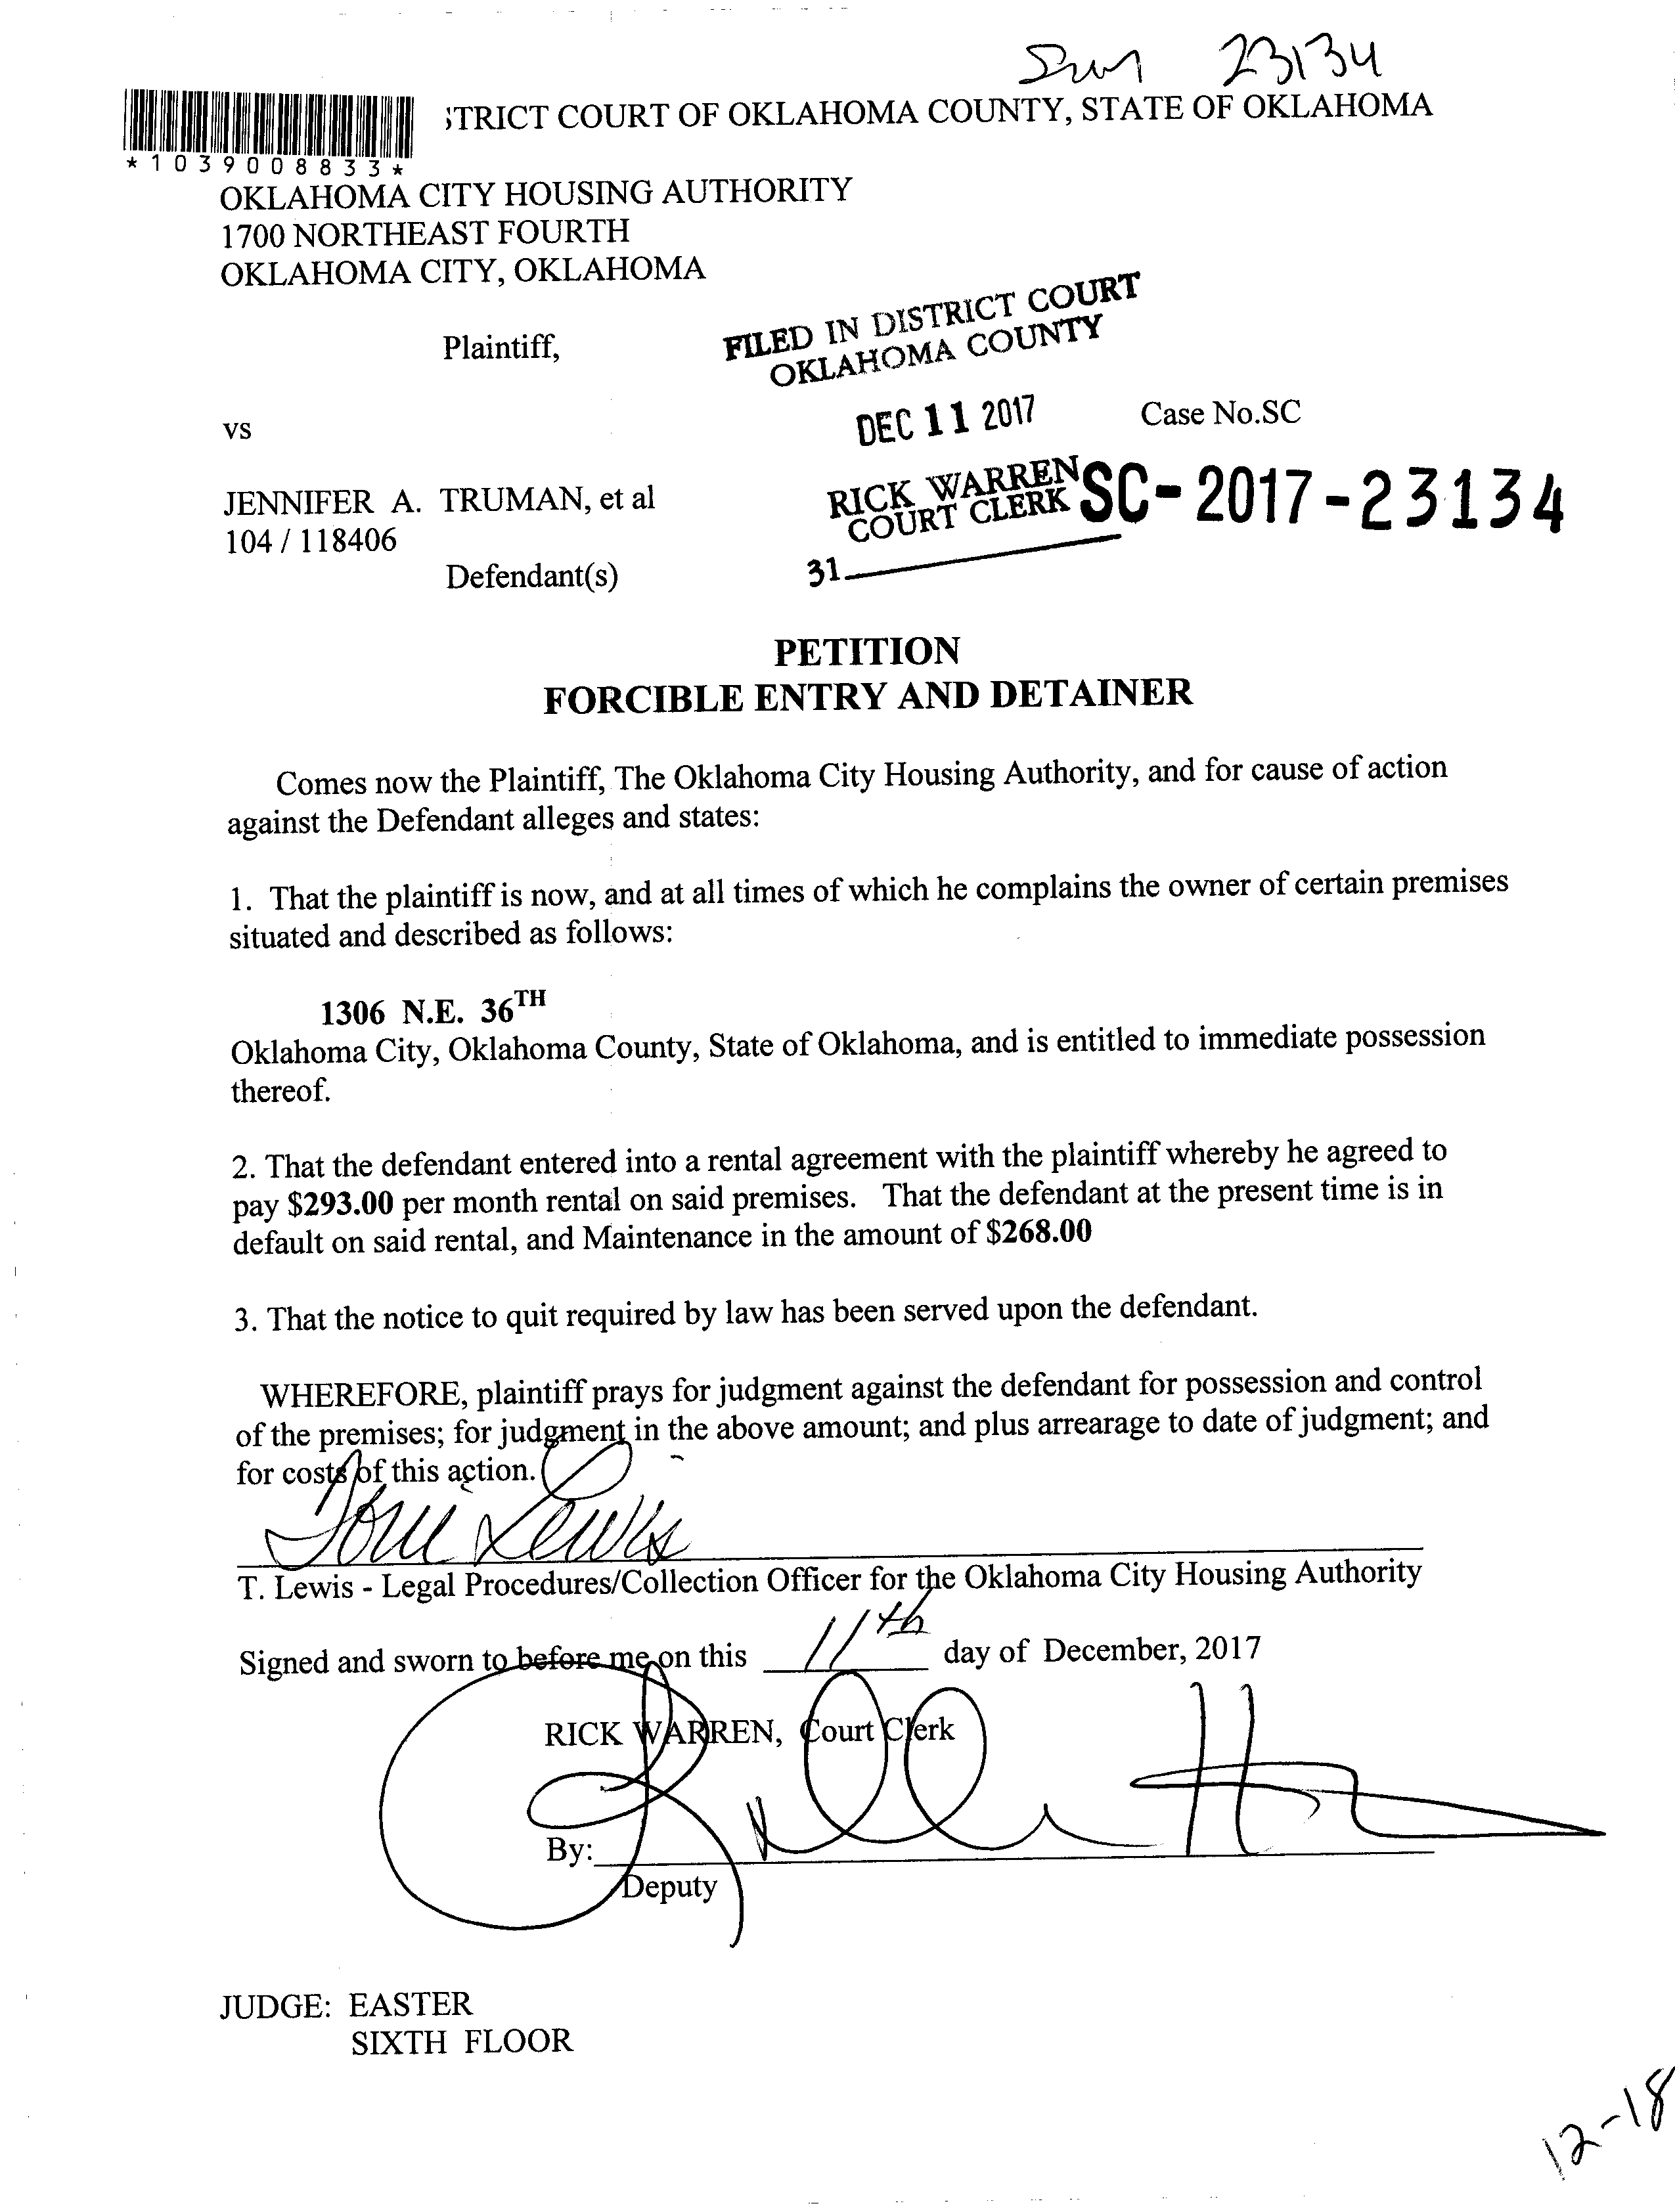 23134
STRICT COURT OF OKLAHOMA COUNTY, STATE OF OKLAHOMA
*1039008833*
OKLAHOMA CITY HOUSING AUTHORITY
1700 NORTHEAST FOURTH
OKLAHOMA CITY, OKLAHOMA
FILED IN DISTRICT COURT
OKLAHOMA COUNTY
Plaintiff,
DEC 11 2017
Case No.SC
vs
RICK WARREN
COURT CLERK
SC-2017-23134
JENNIFER A. TRUMAN, et al
104 / 118406
31
Defendant(s)
PETITION
FORCIBLE ENTRY AND DETAINER
Comes now the Plaintiff, The Oklahoma City Housing Authority, and for cause of action
against the Defendant alleges and states:
1. That the plaintiff is now, and at all times of which he complains the owner of certain premises
situated and described as follows:
1306 N.E. 36TH
Oklahoma City, Oklahoma County, State of Oklahoma, and is entitled to immediate possession
thereof.
2. That the defendant entered into a rental agreement with the plaintiff whereby he agreed to
pay $293.00 per month rental on said premises. That the defendant at the present time is in
default on said rental, and Maintenance in the amount of $268.00
3. That the notice to quit required by law has been served upon the defendant.
WHEREFORE, plaintiff prays for judgment against the defendant for possession and control
of the premises; for judgment in the above amount; and plus arrearage to date of judgment; and
for costs of this action.
Toni Lewis
T. Lewis - Legal Procedures/Collection Officer for the Oklahoma City Housing Authority
Signed and sworn to before me on this 11th day of December, 2017
RICK WARREN, Court Clerk
By:
Deputy
JUDGE: EASTER
SIXTH FLOOR
12-18